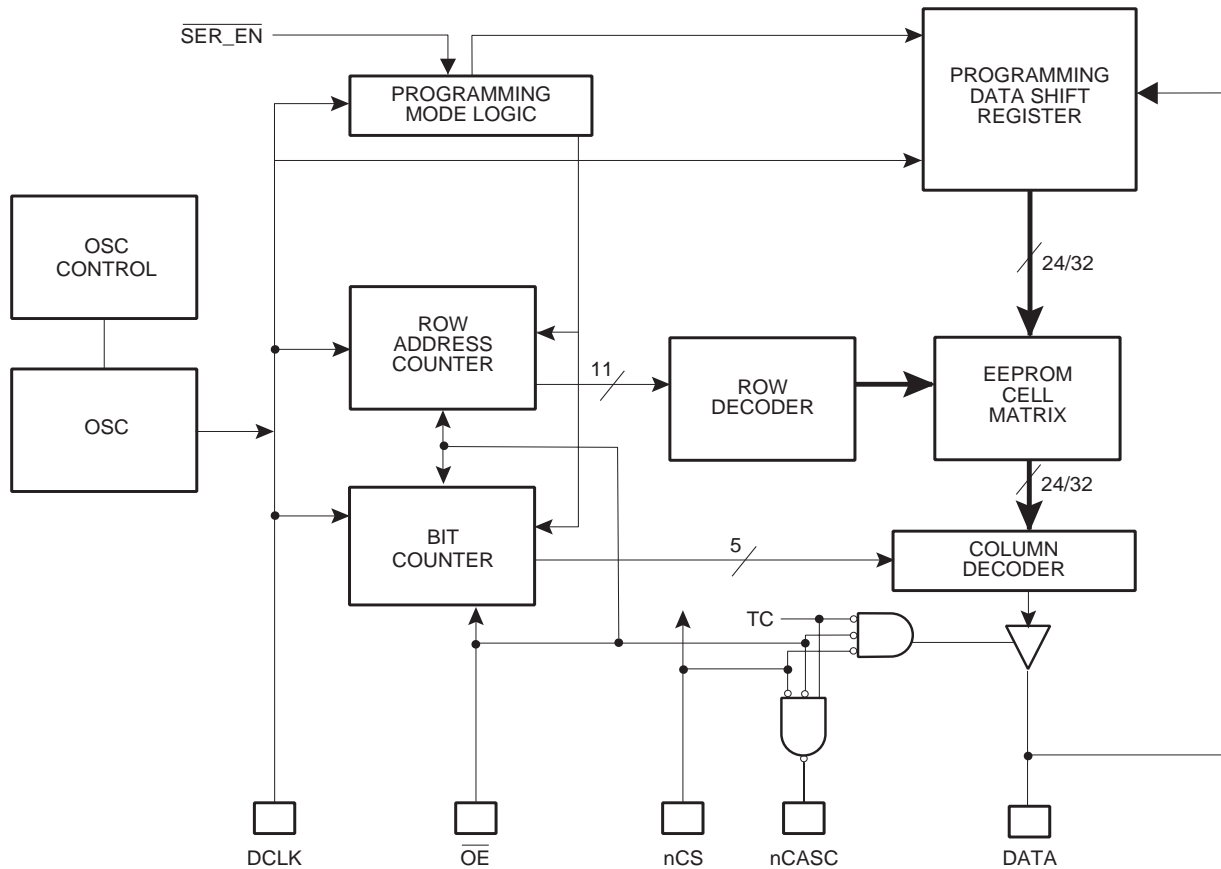 SER_EN
PROGRAMMING
MODE LOGIC
PROGRAMMING
DATA SHIFT
REGISTER
OSC
CONTROL
24/32
ROW
ADDRESS
COUNTER
11
ROW
DECODER
EEPROM
CELL
MATRIX
OSC
24/32
BIT
COUNTER
5
COLUMN
DECODER
TC
DCLK
OE
nCS
nCASC
DATA